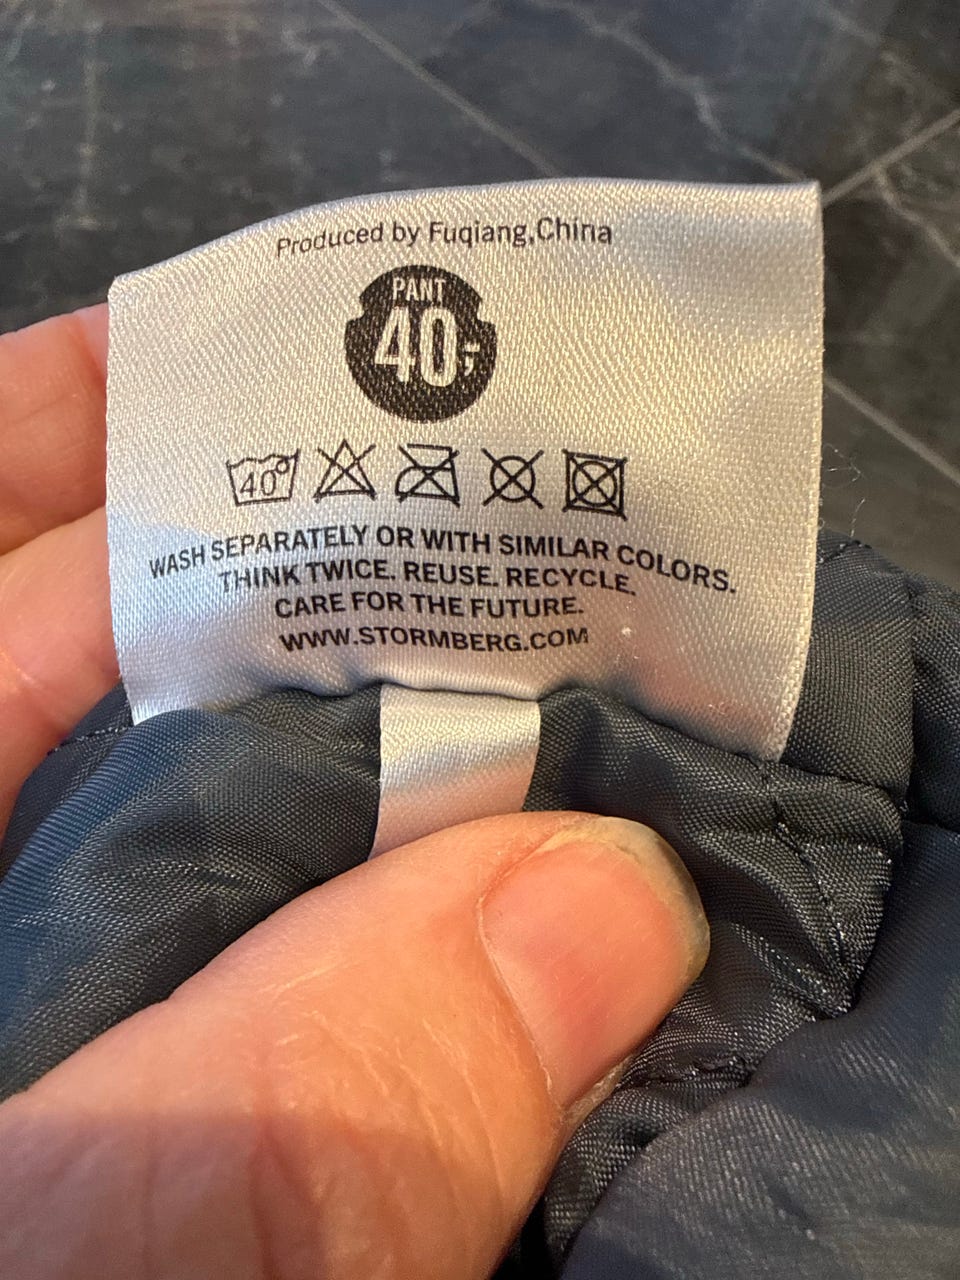 Produced by Fuqiang,China
PANT
40,-
40°
WASH SEPARATELY OR WITH SIMILAR COLORS.
THINK TWICE. REUSE. RECYCLE.
CARE FOR THE FUTURE.
WWW.STORMBERG.COM